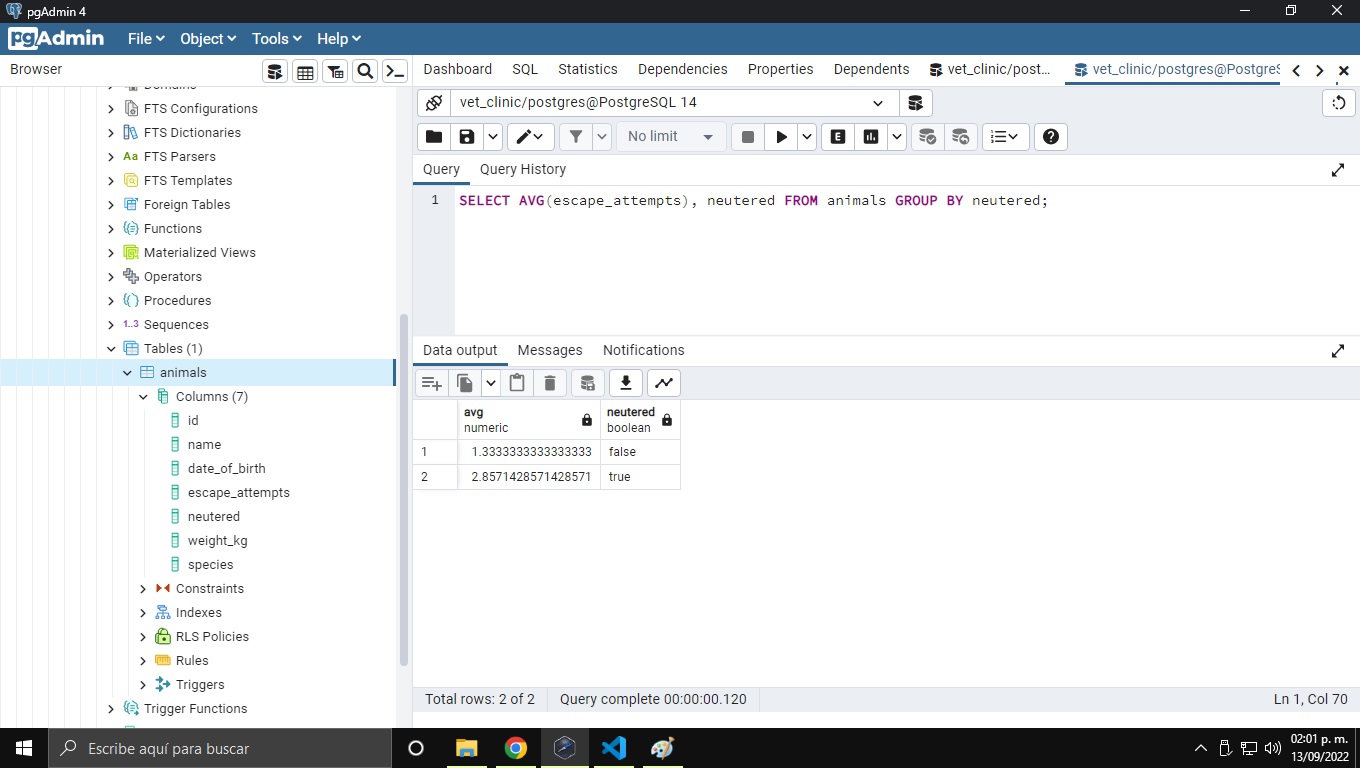 pgAdmin 4
pgAdmin File Object Tools Help
Browser
Dashboard SQL Statistics Dependencies Properties Dependents vet_clinic/post... vet_clinic/postgres@PostgreS
Domains
FTS Configurations
FTS Dictionaries
Aa FTS Parsers
FTS Templates
Foreign Tables
Functions
Materialized Views
Operators
Procedures
1..3 Sequences
Tables (1)
animals
Columns (7)
id
name
date_of_birth
escape_attempts
neutered
weight_kg
species
Constraints
Indexes
RLS Policies
Rules
Triggers
Trigger Functions
vet_clinic/postgres@PostgreSQL 14
No limit E
Query Query History
1 SELECT AVG(escape_attempts), neutered FROM animals GROUP BY neutered;
Data output Messages Notifications
avg neutered
numeric boolean
1 1.3333333333333333 false
2 2.8571428571428571 true
Total rows: 2 of 2 Query complete 00:00:00.120 Ln 1, Col 70
Escribe aquí para buscar
02:01 p. m.
13/09/2022